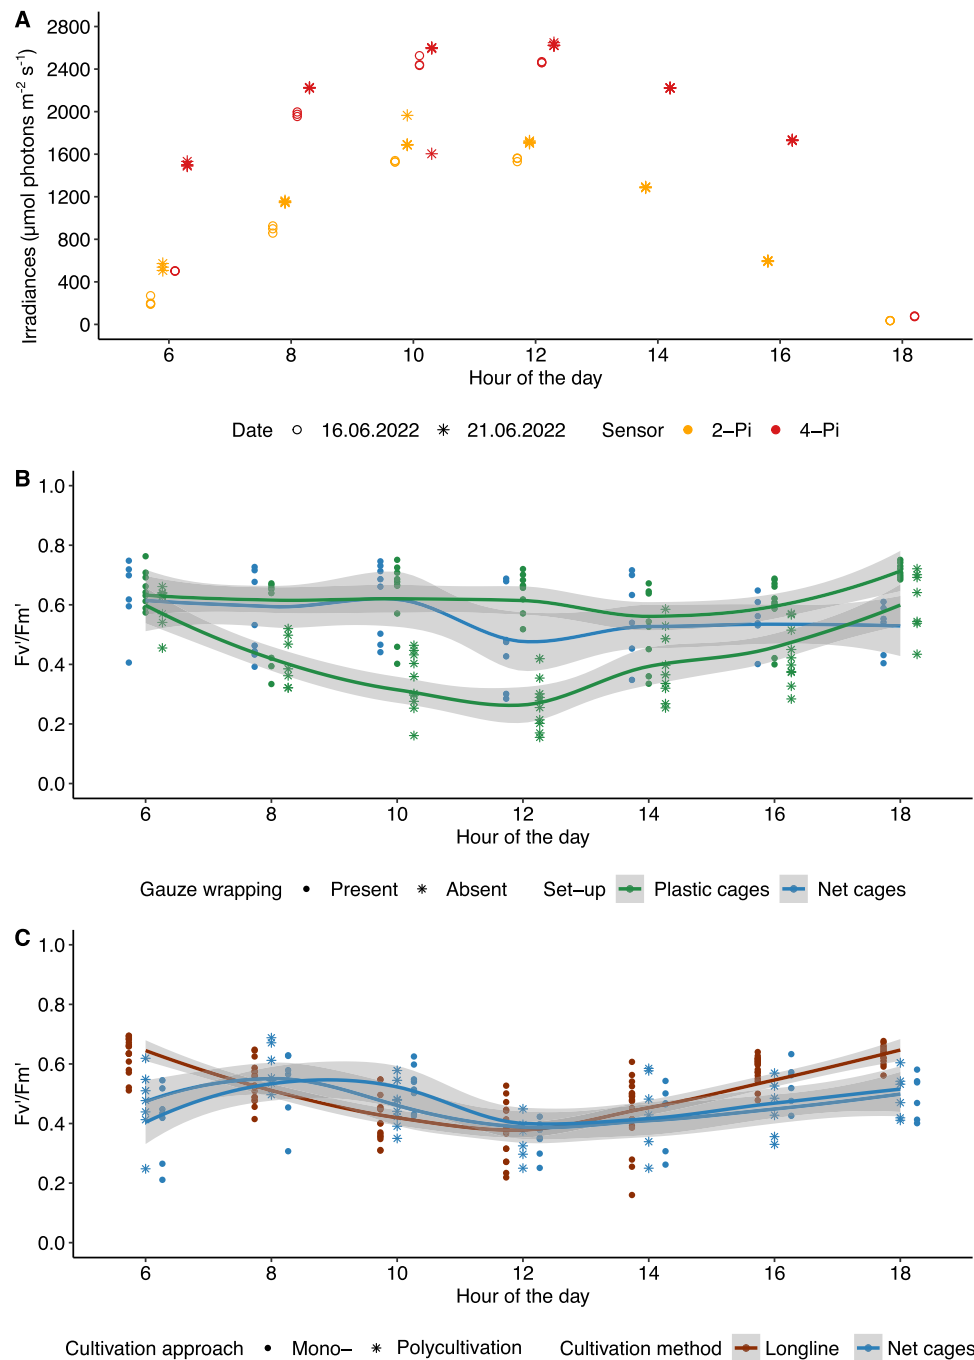 A
Irradiances (μmol photons m⁻² s⁻¹)
2800
2400
2000
1600
1200
800
400
0
6 8 10 12 14 16 18
Hour of the day
Date 16.06.2022 21.06.2022 Sensor 2–Pi 4–Pi
B
Fv'/Fm'
1.0
0.8
0.6
0.4
0.2
0.0
6 8 10 12 14 16 18
Hour of the day
Gauze wrapping Present Absent Set–up Plastic cages Net cages
C
Fv'/Fm'
1.0
0.8
0.6
0.4
0.2
0.0
6 8 10 12 14 16 18
Hour of the day
Cultivation approach Mono– Polycultivation Cultivation method Longline Net cages